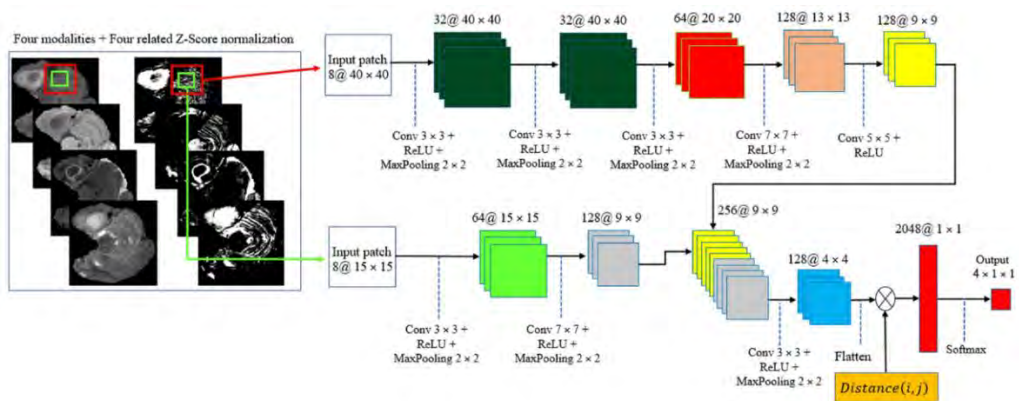 Four modalities + Four related Z-Score normalization
Input patch
8@ 40 × 40
32@ 40 × 40
32@ 40 × 40
64@ 20 × 20
128@ 13 × 13
128@ 9 × 9
Conv 3 × 3 +
ReLU +
MaxPooling 2 × 2
Conv 3 × 3 +
ReLU +
MaxPooling 2 × 2
Conv 3 × 3 +
ReLU +
MaxPooling 2 × 2
Conv 7 × 7 +
ReLU +
MaxPooling 2 × 2
Conv 5 × 5 +
ReLU
Input patch
8@ 15 × 15
64@ 15 × 15
128@ 9 × 9
256@ 9 × 9
128@ 4 × 4
2048@ 1 × 1
Output
4 × 1 × 1
Conv 3 × 3 +
ReLU +
MaxPooling 2 × 2
Conv 7 × 7 +
ReLU +
MaxPooling 2 × 2
Conv 3 × 3 +
ReLU +
MaxPooling 2 × 2
Flatten
Softmax
Distance(i, j)